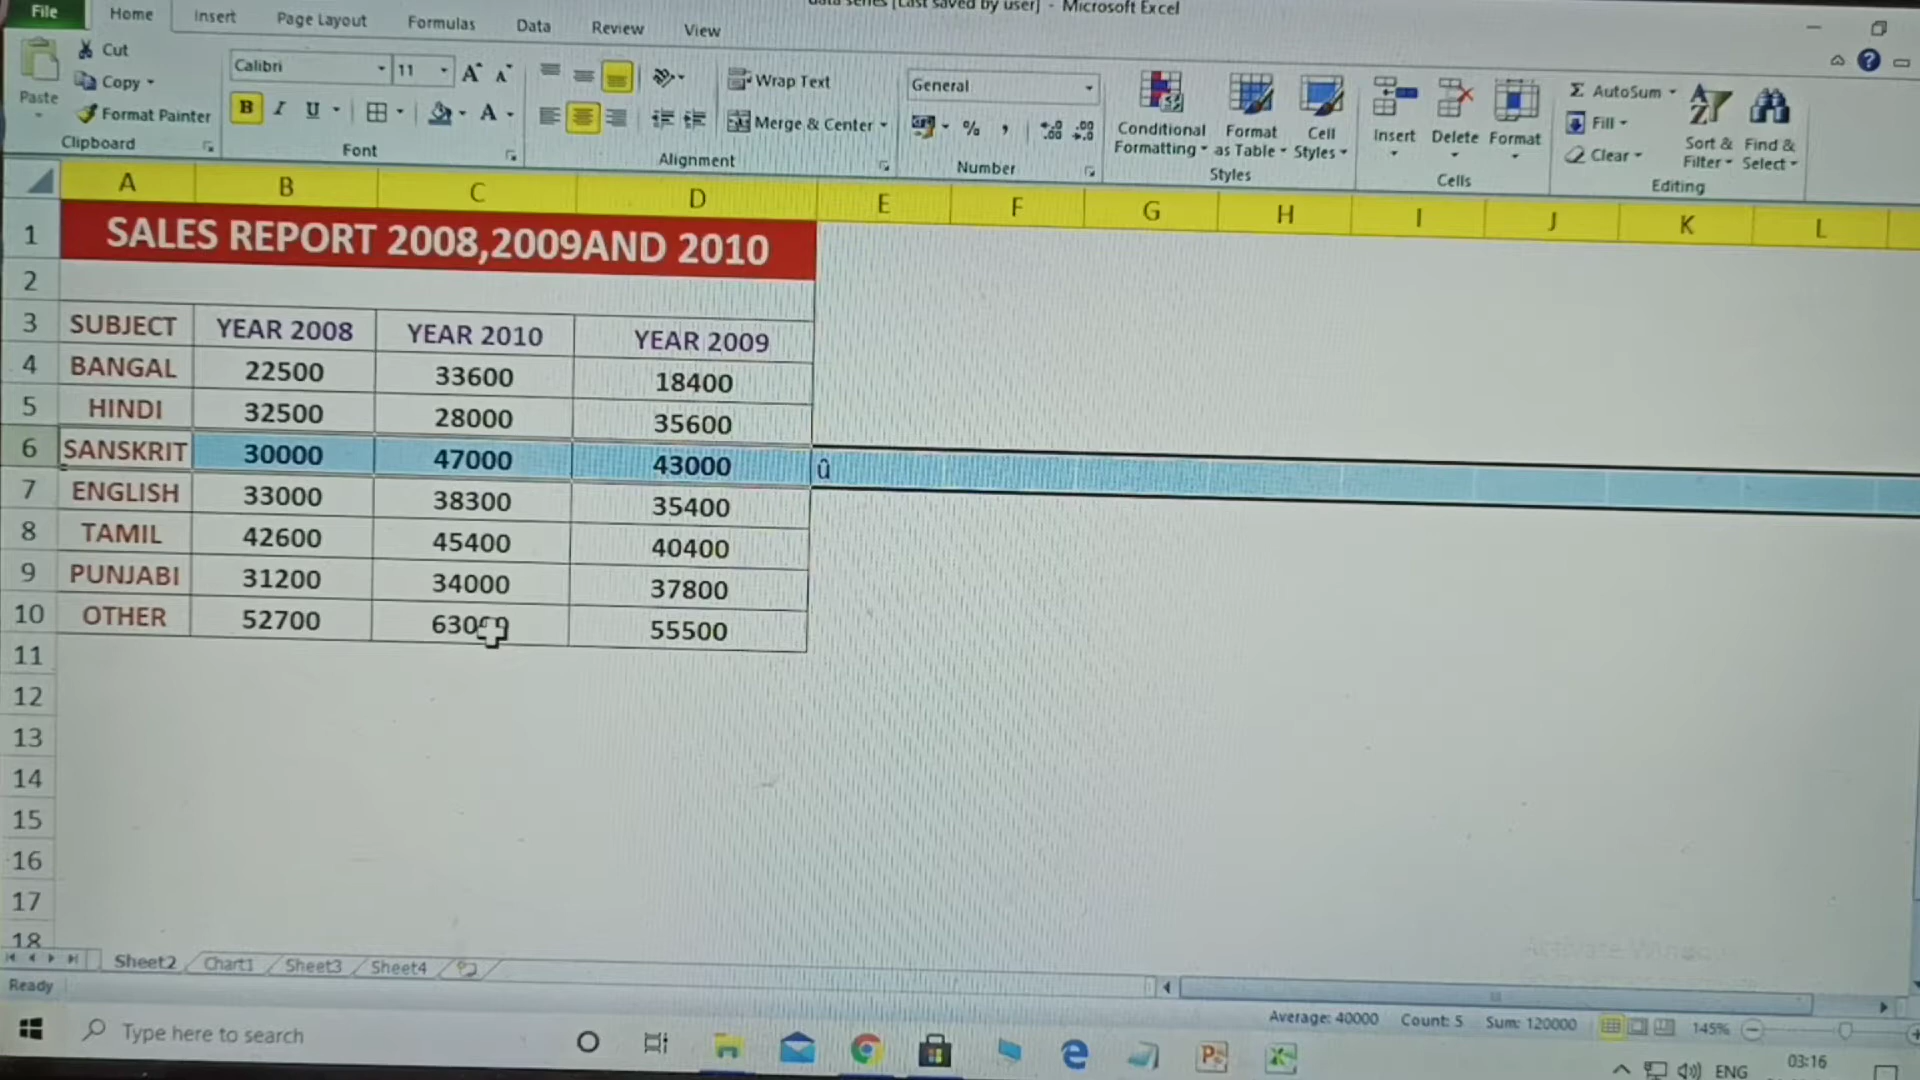 data series [Last saved by user] - Microsoft Excel
File Home Insert Page Layout Formulas Data Review View
Cut
Copy
Format Painter
Paste
Clipboard
Calibri 11
B I U A
Font
Wrap Text
Merge & Center
Alignment
General
%
Number
Conditional Formatting
Format as Table
Cell Styles
Styles
Insert Delete Format
Cells
Σ AutoSum
Fill
Clear
Sort & Filter
Find & Select
Editing
A B C D E F G H I J K L
1 SALES REPORT 2008,2009AND 2010
2
3 SUBJECT YEAR 2008 YEAR 2010 YEAR 2009
4 BANGAL 22500 33600 18400
5 HINDI 32500 28000 35600
6 SANSKRIT 30000 47000 43000 û
7 ENGLISH 33000 38300 35400
8 TAMIL 42600 45400 40400
9 PUNJABI 31200 34000 37800
10 OTHER 52700 55500
11
12
13
14
15
16
17
18
Sheet2 Chart1 Sheet3 Sheet4
Ready
Average: 40000 Count: 5 Sum: 120000 145%
Type here to search
ENG 03:16